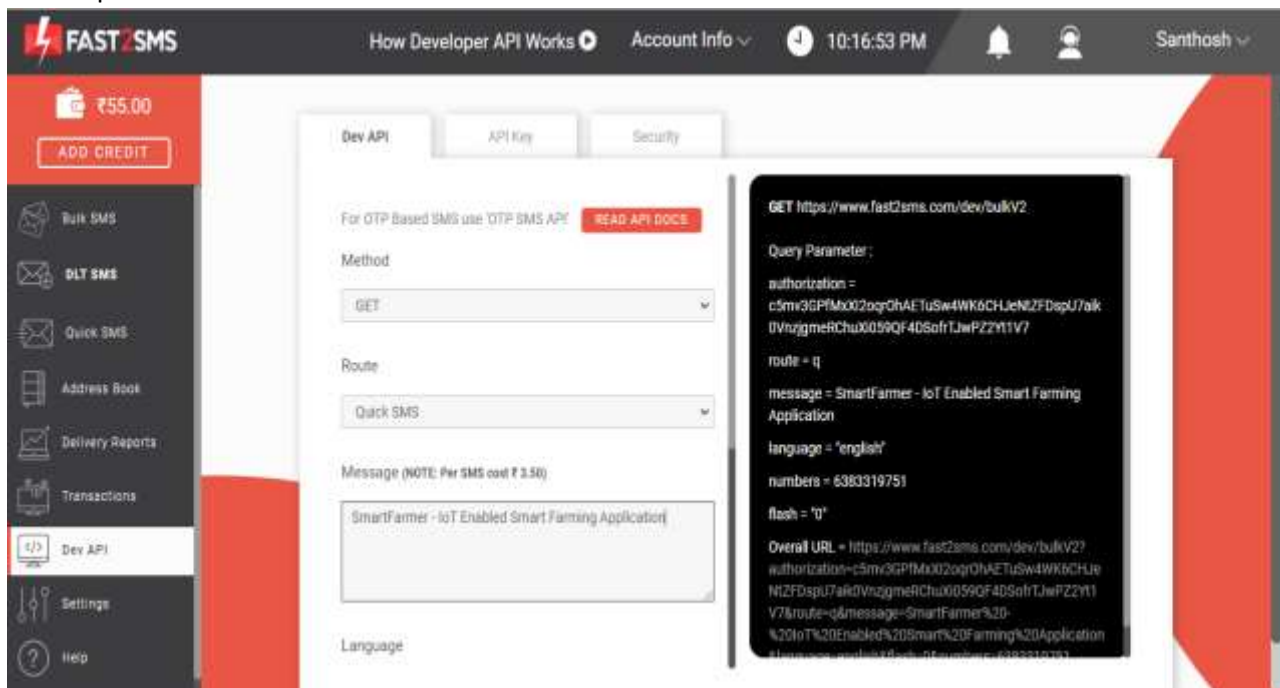 FAST2SMS
How Developer API Works
Account Info
10:16:53 PM
Santhosh
₹55.00
ADD CREDIT
Bulk SMS
DLT SMS
Quick SMS
Address Book
Delivery Reports
Transactions
Dev API
Settings
Help
Dev API
API Key
Security
For OTP Based SMS use 'OTP SMS API'
READ API DOCS
Method
GET
Route
Quick SMS
Message (NOTE: Per SMS cost ₹ 3.50)
SmartFarmer - IoT Enabled Smart Farming Application
Language
GET https://www.fast2sms.com/dev/bulkV2
Query Parameter :
authorization =
route = q
message = SmartFarmer - IoT Enabled Smart Farming
Application
language = "english"
numbers = 6383319751
flash = "0"
Overall URL = https://www.fast2sms.com/dev/bulkV2?